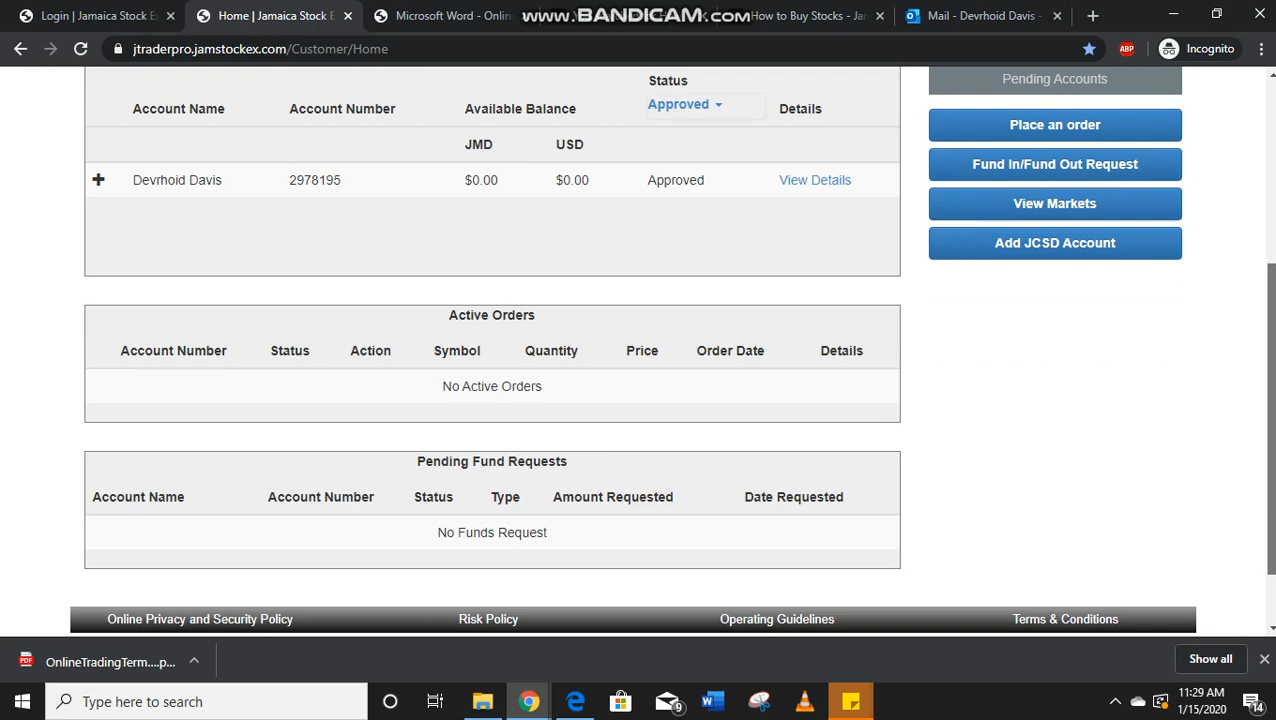 Login | Jamaica Stock E
Home | Jamaica Stock E
Microsoft Word - Onlin
How to Buy Stocks - Jam
Mail - Devrhoid Davis -
www.BANDICAM.com
jtraderpro.jamstockex.com/Customer/Home
ABP
Incognito
Status
Account Name Account Number Available Balance Approved Details
JMD USD
Devrhoid Davis 2978195 $0.00 $0.00 Approved View Details
Pending Accounts
Place an order
Fund In/Fund Out Request
View Markets
Add JCSD Account
Active Orders
Account Number Status Action Symbol Quantity Price Order Date Details
No Active Orders
Pending Fund Requests
Account Name Account Number Status Type Amount Requested Date Requested
No Funds Request
Online Privacy and Security Policy Risk Policy Operating Guidelines Terms & Conditions
PDF
OnlineTradingTerm....p...
Show all
Type here to search
9
11:29 AM
1/15/2020
14